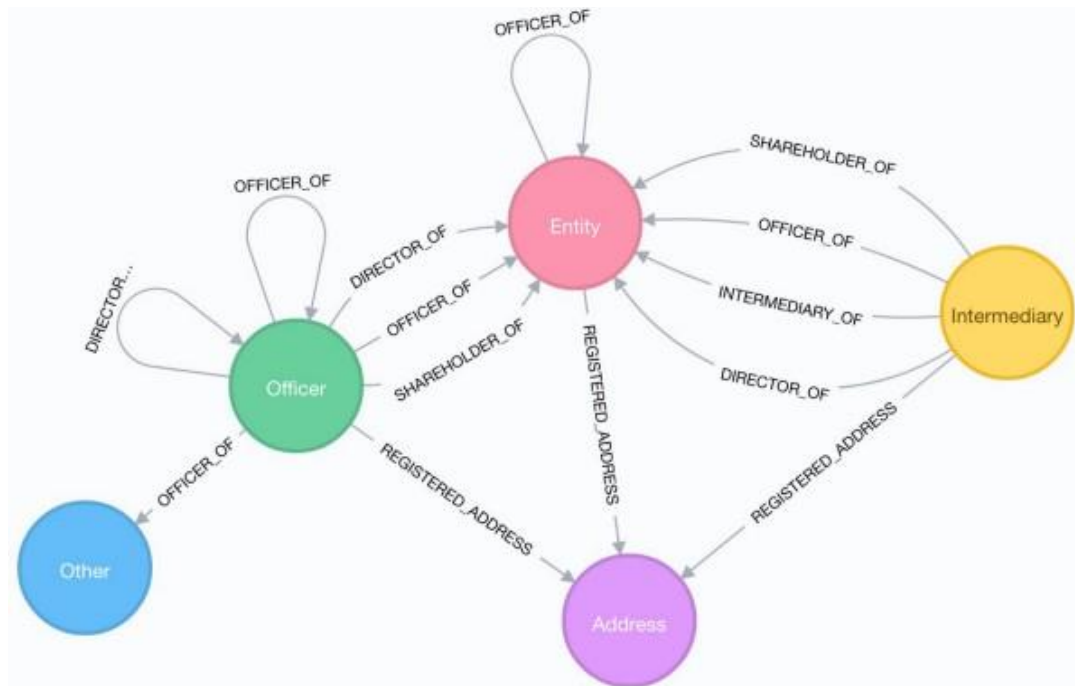 OFFICER_OF
SHAREHOLDER_OF
OFFICER_OF
Entity
DIRECTOR_OF
OFFICER_OF
DIRECTOR...
OFFICER_OF
INTERMEDIARY_OF
Intermediary
SHAREHOLDER_OF
REGISTERED_ADDRESS
DIRECTOR_OF
Officer
OFFICER_OF
REGISTERED_ADDRESS
REGISTERED_ADDRESS
Other
Address